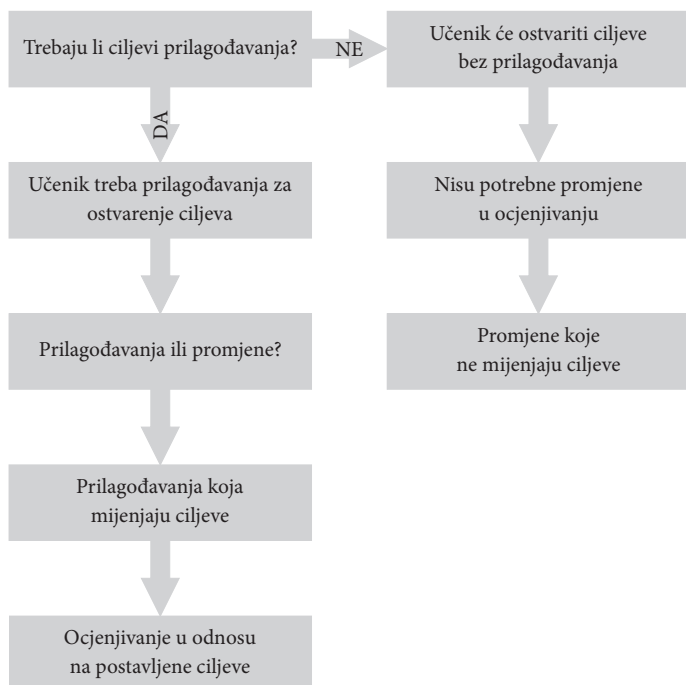 Trebaju li ciljevi prilagođavanja?
NE
Učenik će ostvariti ciljeve
bez prilagođavanja
DA
Učenik treba prilagođavanja za
ostvarenje ciljeva
Nisu potrebne promjene
u ocjenjivanju
Prilagođavanja ili promjene?
Promjene koje
ne mijenjaju ciljeve
Prilagođavanja koja
mijenjaju ciljeve
Ocjenjivanje u odnosu
na postavljene ciljeve